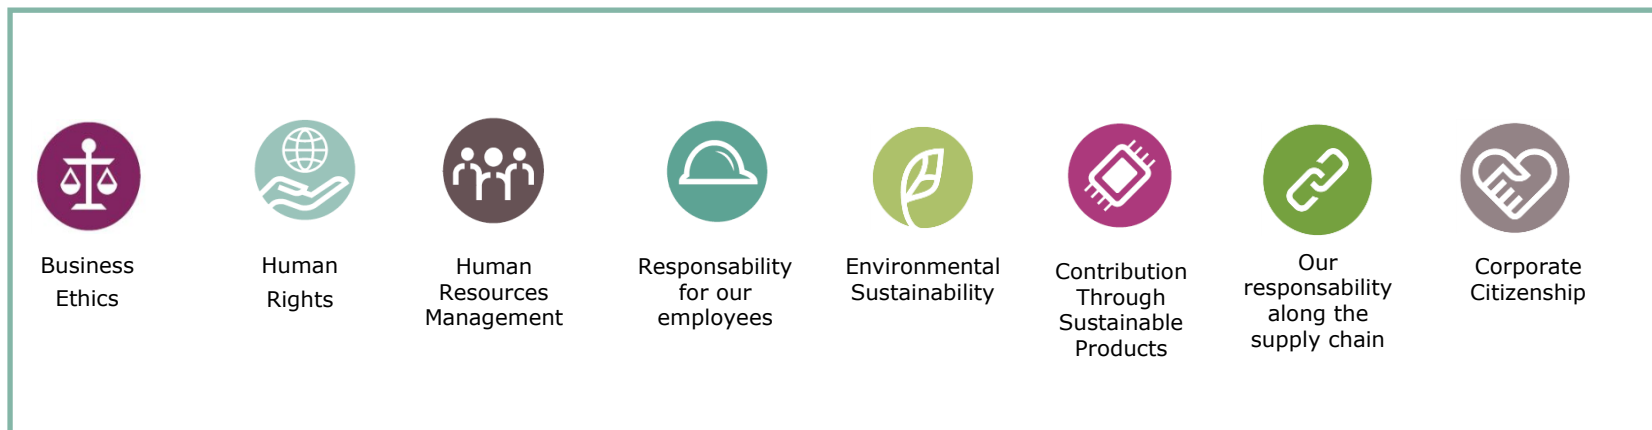 Business
Ethics
Human
Rights
Human
Resources
Management
Responsability
for our
employees
Environmental
Sustainability
Contribution
Through
Sustainable
Products
Our
responsability
along the
supply chain
Corporate
Citizenship